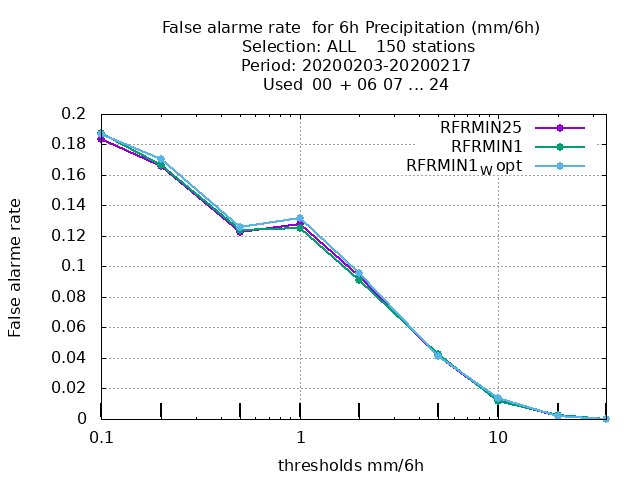 False alarme rate  for 6h Precipitation (mm/6h)
Selection: ALL    150 stations
Period: 20200203-20200217
Used  00 + 06 07 ... 24
RFRMIN25
RFRMIN1
RFRMIN1W opt
False alarme rate
0.2
0.18
0.16
0.14
0.12
0.1
0.08
0.06
0.04
0.02
0
0.1 1 10
thresholds mm/6h